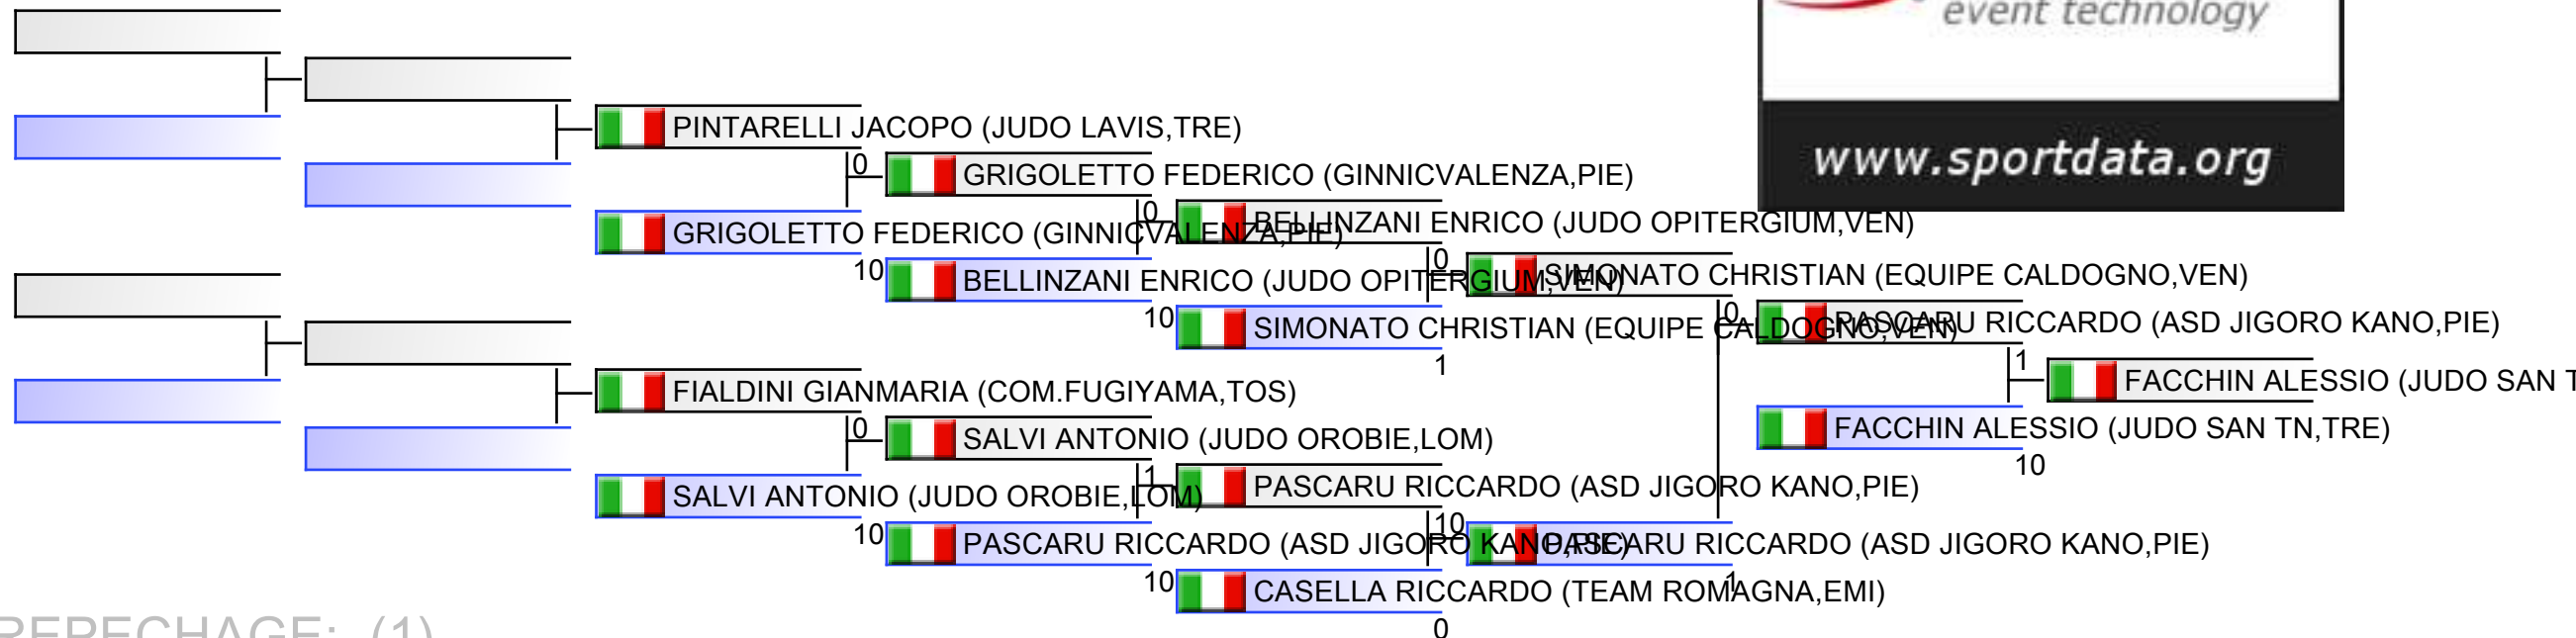 event technology
www.sportdata.org
PINTARELLI JACOPO (JUDO LAVIS,TRE)
0
GRIGOLETTO FEDERICO (GINNICVALENZA,PIE)
0
BELLINZANI ENRICO (JUDO OPITERGIUM,VEN)
GRIGOLETTO FEDERICO (GINNICVALENZA,PIE)
10
0
SIMONATO CHRISTIAN (EQUIPE CALDOGNO,VEN)
BELLINZANI ENRICO (JUDO OPITERGIUM,VEN)
10
0
PASCARU RICCARDO (ASD JIGORO KANO,PIE)
SIMONATO CHRISTIAN (EQUIPE CALDOGNO,VEN)
1
1
FACCHIN ALESSIO (JUDO SAN T
FIALDINI GIANMARIA (COM.FUGIYAMA,TOS)
0
FACCHIN ALESSIO (JUDO SAN TN,TRE)
10
SALVI ANTONIO (JUDO OROBIE,LOM)
1
PASCARU RICCARDO (ASD JIGORO KANO,PIE)
SALVI ANTONIO (JUDO OROBIE,LOM)
10
10
PASCARU RICCARDO (ASD JIGORO KANO,PIE)
PASCARU RICCARDO (ASD JIGORO KANO,PIE)
1
10
CASELLA RICCARDO (TEAM ROMAGNA,EMI)
0
REPECHAGE: (1)